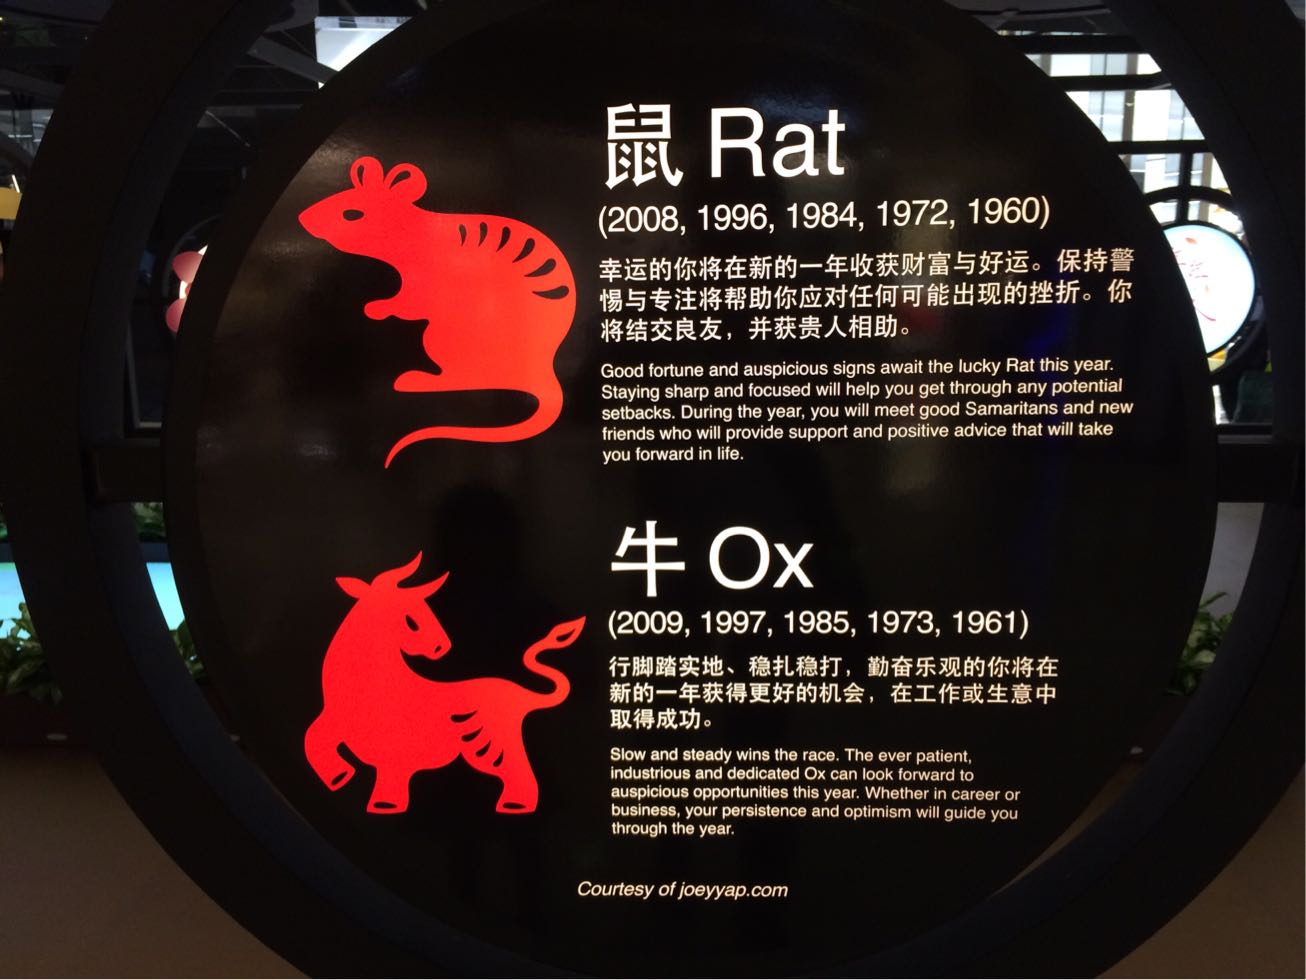 鼠 Rat
(2008, 1996, 1984, 1972, 1960)
幸运的你将在新的一年收获财富与好运。保持警
惕与专注将帮助你应对任何可能出现的挫折。你
将结交良友，并获贵人相助。
Good fortune and auspicious signs await the lucky Rat this year.
Staying sharp and focused will help you get through any potential
setbacks. During the year, you will meet good Samaritans and new
friends who will provide support and positive advice that will take
you forward in life.
牛 Ox
(2009, 1997, 1985, 1973, 1961)
行脚踏实地、稳扎稳打，勤奋乐观的你将在
新的一年获得更好的机会，在工作或生意中
取得成功。
Slow and steady wins the race. The ever patient,
industrious and dedicated Ox can look forward to
auspicious opportunities this year. Whether in career or
business, your persistence and optimism will guide you
through the year.
Courtesy of joeyyap.com